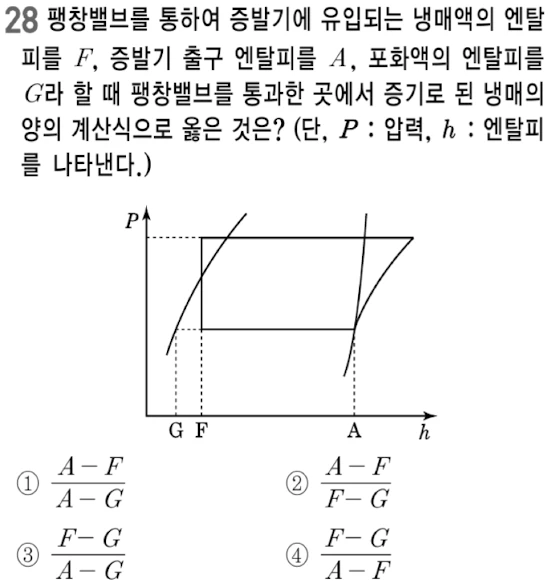 28 팽창밸브를 통하여 증발기에 유입되는 냉매액의 엔탈
피를 F, 증발기 출구 엔탈피를 A, 포화액의 엔탈피를
G라 할 때 팽창밸브를 통과한 곳에서 증기로 된 냉매의
양의 계산식으로 옳은 것은? (단, P : 압력, h : 엔탈피
를 나타낸다.)
P
G F A h
① \frac{A-F}{A-G} ② \frac{A-F}{F-G}
③ \frac{F-G}{A-G} ④ \frac{F-G}{A-F}